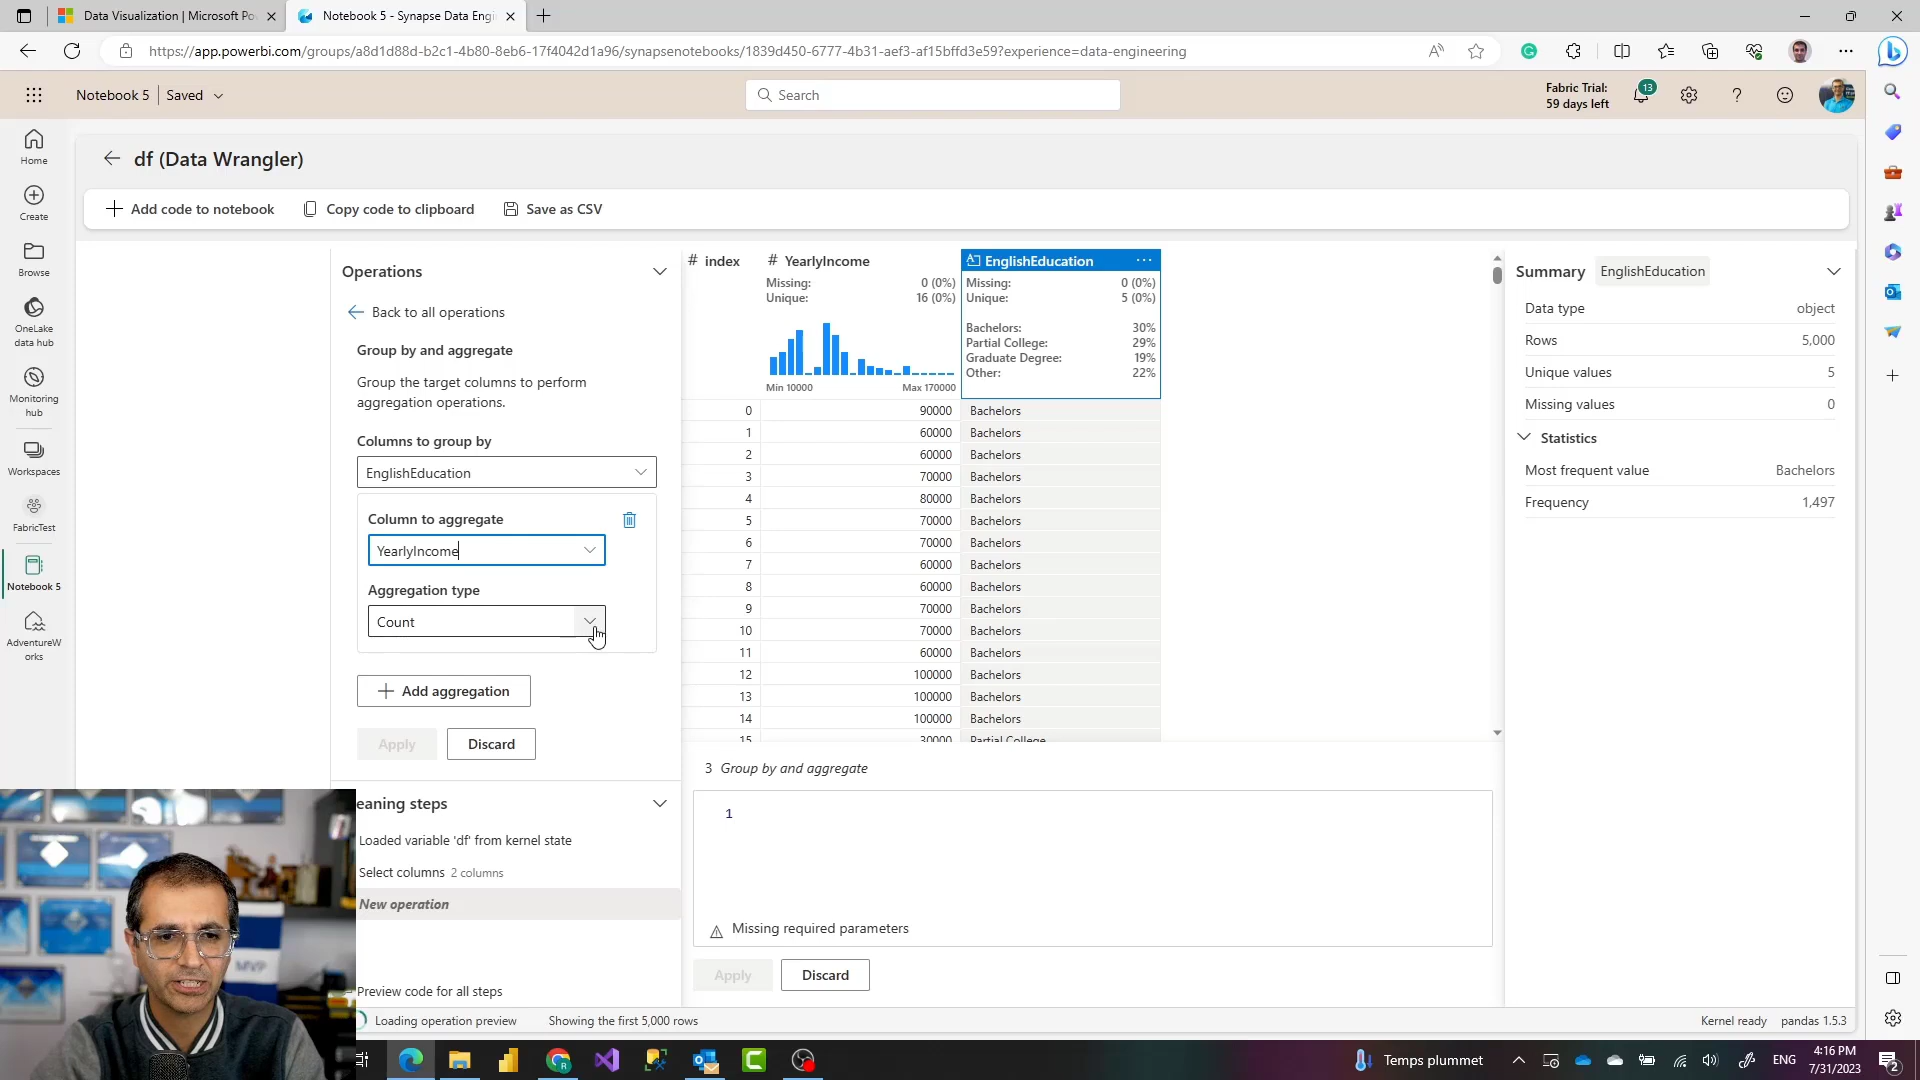 Data Visualization | Microsoft Po
Notebook 5 - Synapse Data Engi
https://app.powerbi.com/groups/a8d1d88d-b2c1-4b80-8eb6-17f4042d1a96/synapsenotebooks/1839d450-6777-4b31-aef3-af15bffd3e59?experience=data-engineering
Notebook 5 | Saved
Search
Fabric Trial:
59 days left
13
Home
Create
Browse
OneLake
data hub
Monitoring
hub
Workspaces
FabricTest
Notebook 5
AdventureW
orks
df (Data Wrangler)
Add code to notebook
Copy code to clipboard
Save as CSV
Operations
Back to all operations
Group by and aggregate
Group the target columns to perform
aggregation operations.
Columns to group by
EnglishEducation
Column to aggregate
YearlyIncome
Aggregation type
Count
Add aggregation
Apply
Discard
eaning steps
Loaded variable 'df' from kernel state
Select columns 2 columns
New operation
Preview code for all steps
# index
# YearlyIncome
Missing: 0 (0%)
Unique: 16 (0%)
Min 10000
Max 170000
EnglishEducation ...
Missing: 0 (0%)
Unique: 5 (0%)
Bachelors: 30%
Partial College: 29%
Graduate Degree: 19%
Other: 22%
0 90000 Bachelors
1 60000 Bachelors
2 60000 Bachelors
3 70000 Bachelors
4 80000 Bachelors
5 70000 Bachelors
6 70000 Bachelors
7 60000 Bachelors
8 60000 Bachelors
9 70000 Bachelors
10 70000 Bachelors
11 60000 Bachelors
12 100000 Bachelors
13 100000 Bachelors
14 100000 Bachelors
15 30000 Partial College
3 Group by and aggregate
1
Missing required parameters
Apply
Discard
Summary EnglishEducation
Data type object
Rows 5,000
Unique values 5
Missing values 0
Statistics
Most frequent value Bachelors
Frequency 1,497
Loading operation preview
Showing the first 5,000 rows
Kernel ready
pandas 1.5.3
MVP
Temps plummet
ENG
4:16 PM
7/31/2023
2